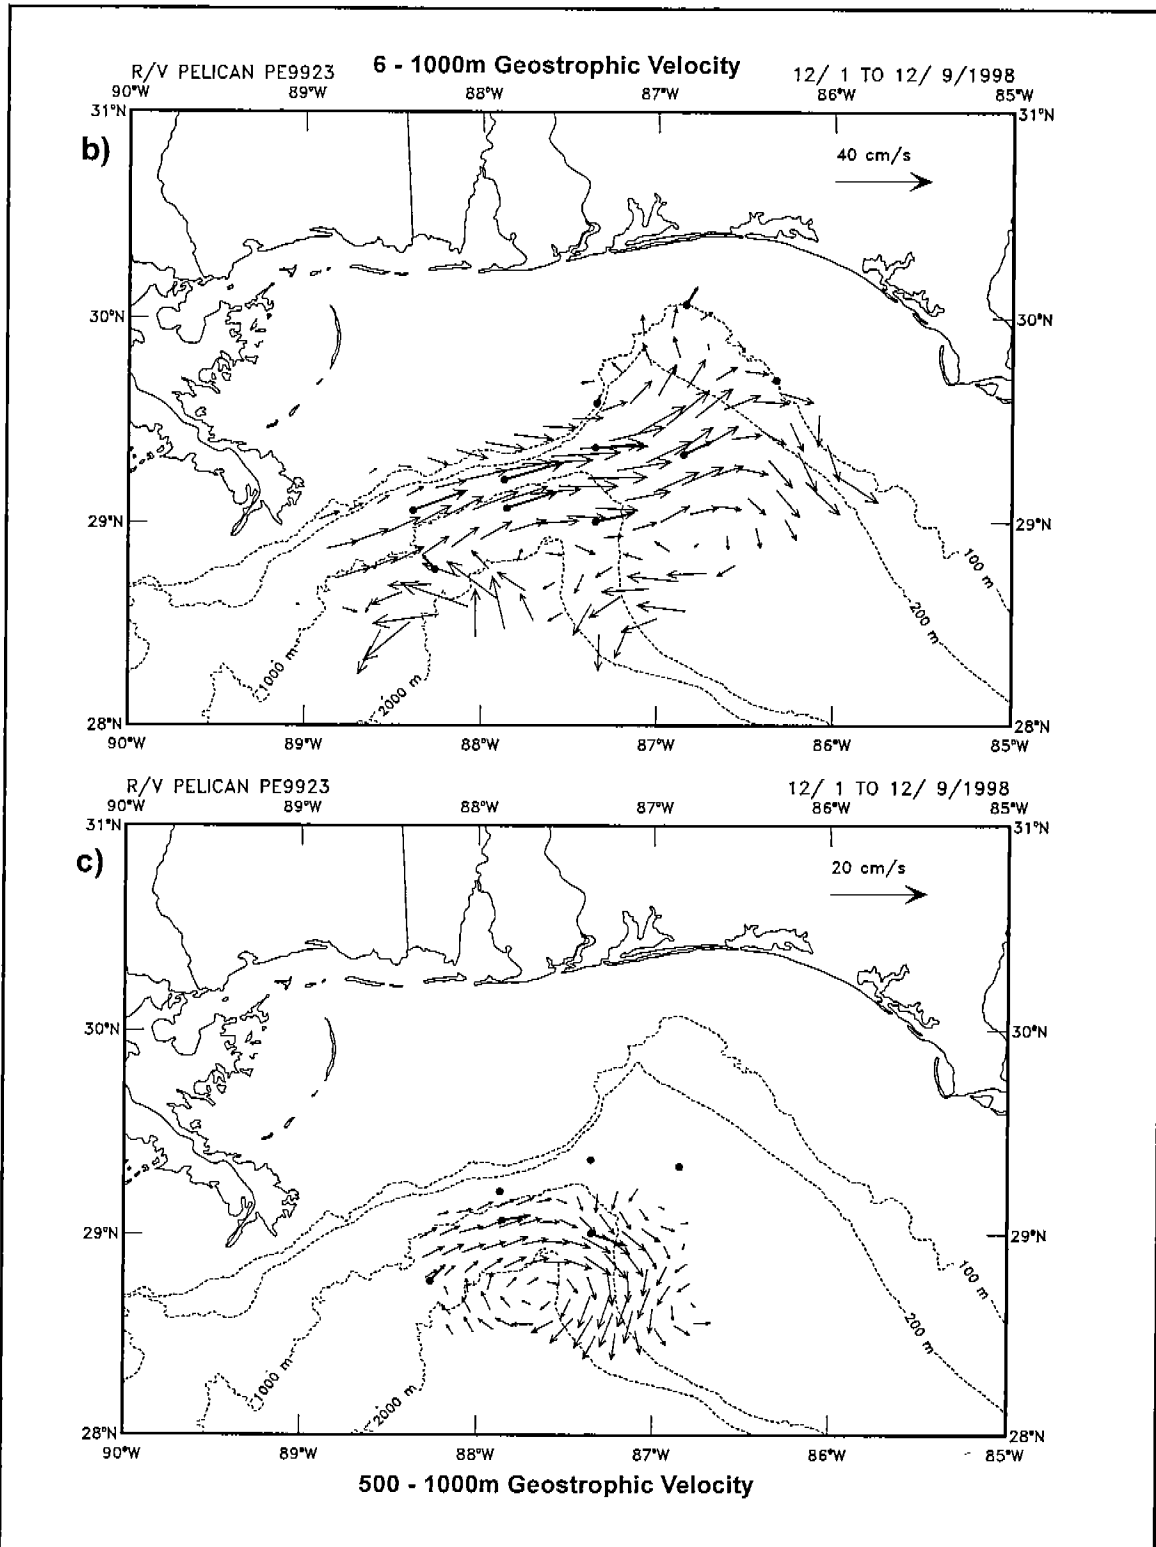 6 - 1000m Geostrophic Velocity
R/V PELICAN PE9923
12/ 1 TO 12/ 9/1998
90°W 89°W 88°W 87°W 86°W 85°W
31°N 31°N
b)
40 cm/s
30°N 30°N
29°N 29°N
100 m
200 m
1000 m
2000 m
28°N 28°N
90°W 89°W 88°W 87°W 86°W 85°W
R/V PELICAN PE9923
12/ 1 TO 12/ 9/1998
90°W 89°W 88°W 87°W 86°W 85°W
31°N 31°N
c)
20 cm/s
30°N 30°N
29°N 29°N
100 m
200 m
1000 m
2000 m
28°N 28°N
90°W 89°W 88°W 87°W 86°W 85°W
500 - 1000m Geostrophic Velocity